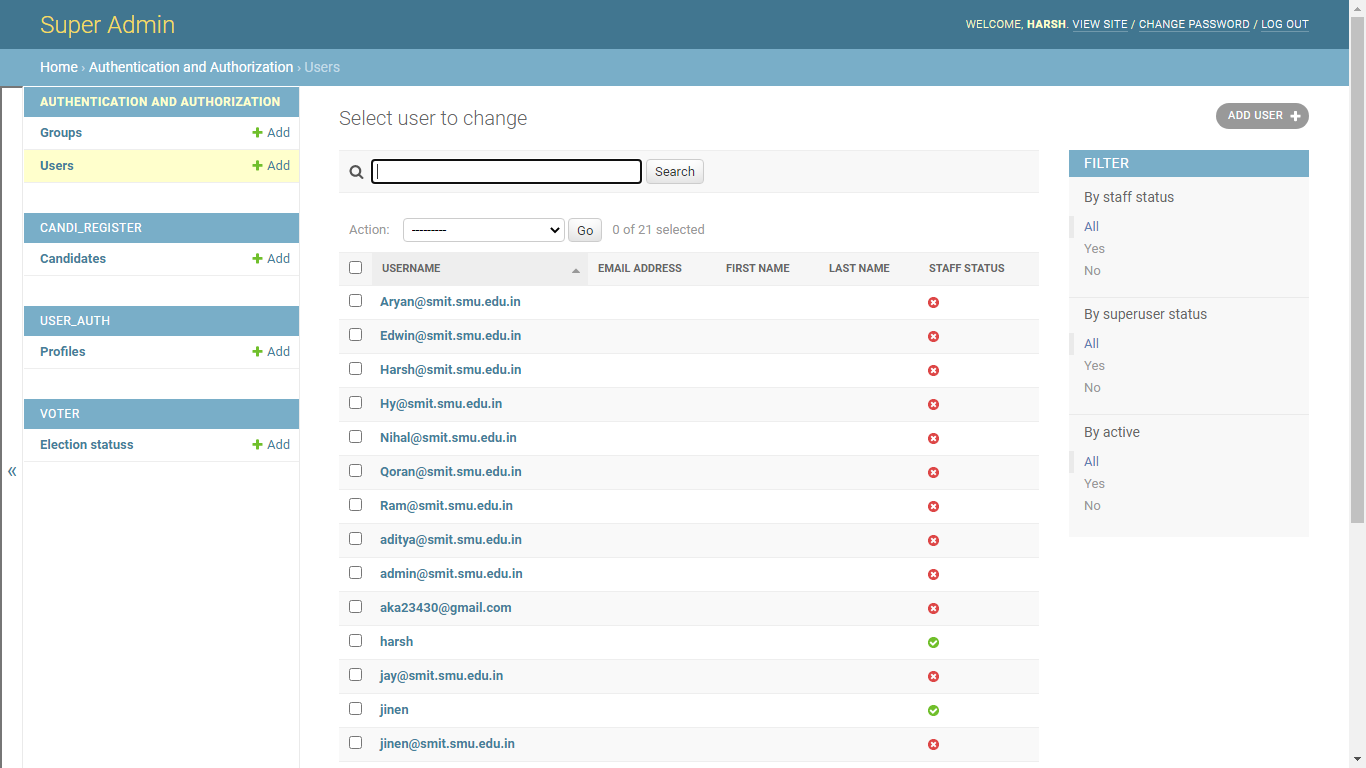 Super Admin
WELCOME, HARSH. VIEW SITE / CHANGE PASSWORD / LOG OUT
Home › Authentication and Authorization › Users
AUTHENTICATION AND AUTHORIZATION
Groups + Add
Users + Add
CANDI_REGISTER
Candidates + Add
USER_AUTH
Profiles + Add
VOTER
Election statuss + Add
«
Select user to change
ADD USER +
Search
Action: --------- Go 0 of 21 selected
USERNAME EMAIL ADDRESS FIRST NAME LAST NAME STAFF STATUS
Aryan@smit.smu.edu.in
Edwin@smit.smu.edu.in
Harsh@smit.smu.edu.in
Hy@smit.smu.edu.in
Nihal@smit.smu.edu.in
Qoran@smit.smu.edu.in
Ram@smit.smu.edu.in
aditya@smit.smu.edu.in
admin@smit.smu.edu.in
aka23430@gmail.com
harsh
jay@smit.smu.edu.in
jinen
jinen@smit.smu.edu.in
FILTER
By staff status
All
Yes
No
By superuser status
All
Yes
No
By active
All
Yes
No